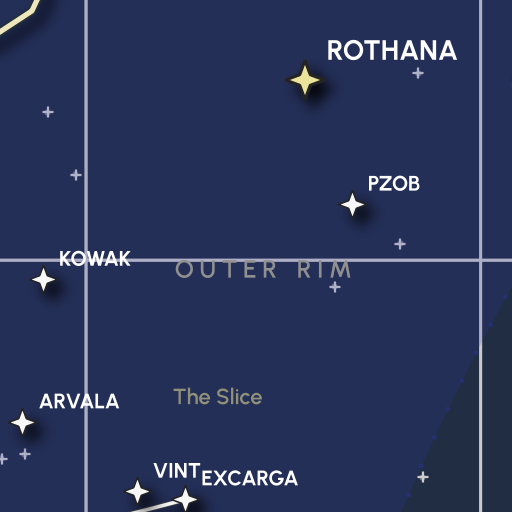 ROTHANA
PZOB
KOWAK
OUTER RIM
The Slice
ARVALA
VINT
EXCARGA